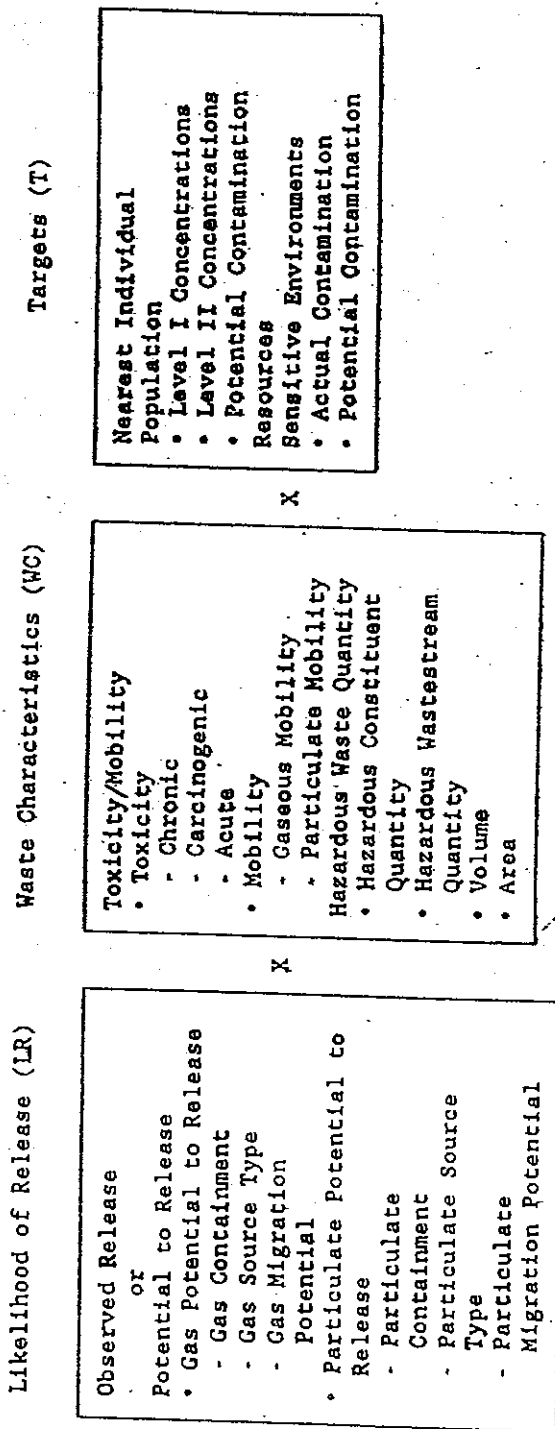 Likelihood of Release (LR)
Observed Release
or
Potential to Release
• Gas Potential to Release
- Gas Containment
- Gas Source Type
- Gas Migration
Potential
• Particulate Potential to
Release
- Particulate
Containment
- Particulate Source
Type
- Particulate
Migration Potential
X
Waste Characteristics (WC)
Toxicity/Mobility
• Toxicity
- Chronic
- Carcinogenic
- Acute
• Mobility
- Gaseous Mobility
- Particulate Mobility
Hazardous Waste Quantity
• Hazardous Constituent
Quantity
• Hazardous Wastestream
Quantity
• Volume
• Area
X
Targets (T)
Nearest Individual
Population
• Level I Concentrations
• Level II Concentrations
• Potential Contamination
Resources
Sensitive Environments
• Actual Contamination
• Potential Contamination